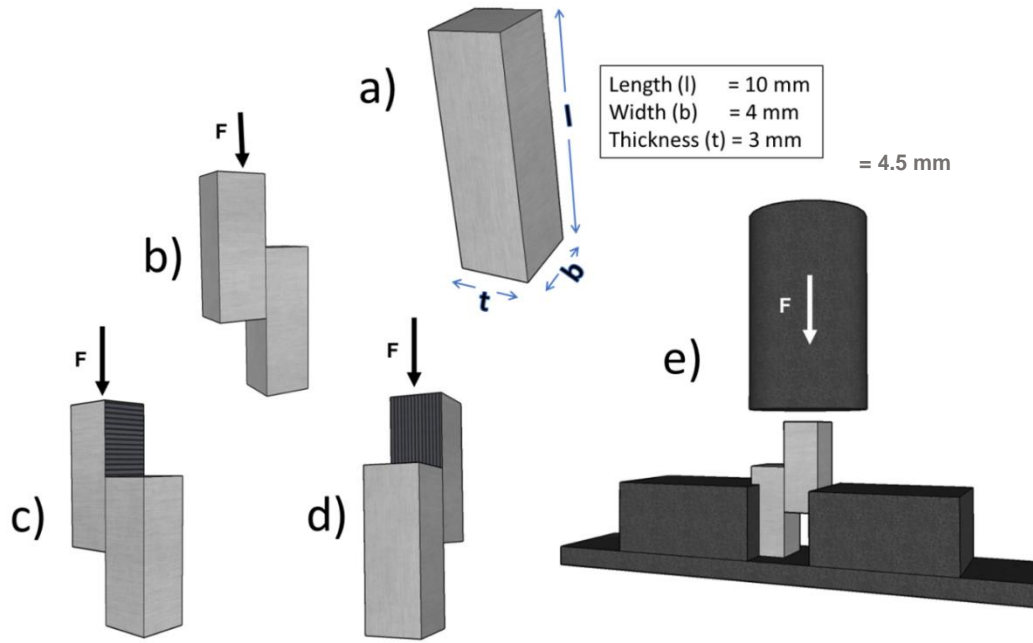 a)
l
b
t
Length (l) = 10 mm
Width (b) = 4 mm
Thickness (t) = 3 mm
= 4.5 mm
F
b)
F
c)
F
d)
e)
F